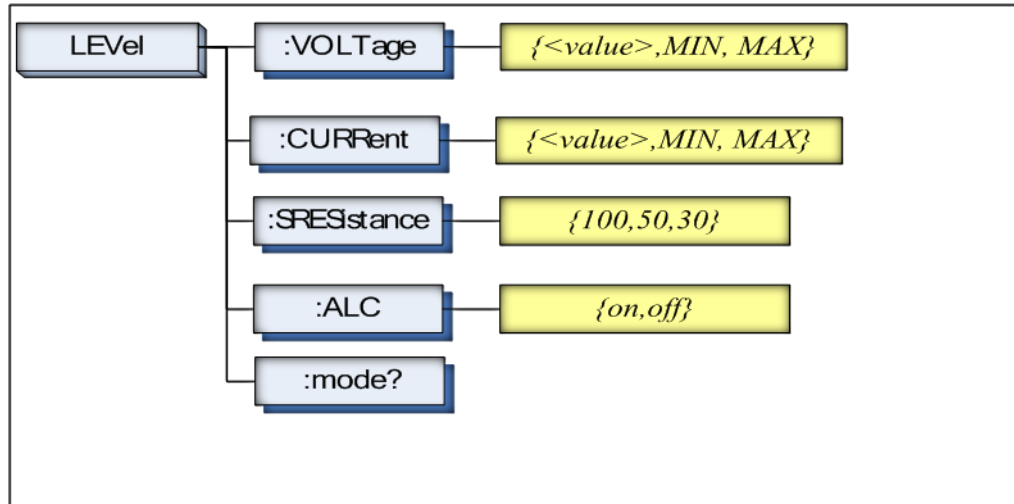 LEVel
:VOLTage
{<value>,MIN, MAX}
:CURRent
{<value>,MIN, MAX}
:SRESistance
{100,50,30}
:ALC
{on,off}
:mode?